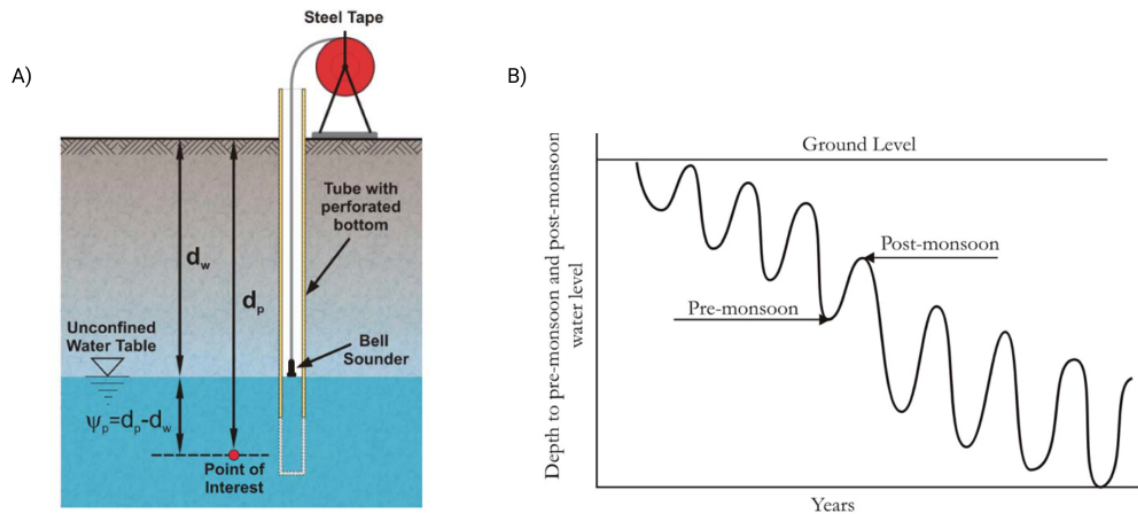 A)
Steel Tape
Tube with
perforated
bottom
d_w
d_p
Unconfined
Water Table
Bell
Sounder
ψ_p=d_p-d_w
Point of
Interest
B)
Depth to pre-monsoon and post-monsoon
water level
Ground Level
Post-monsoon
Pre-monsoon
Years